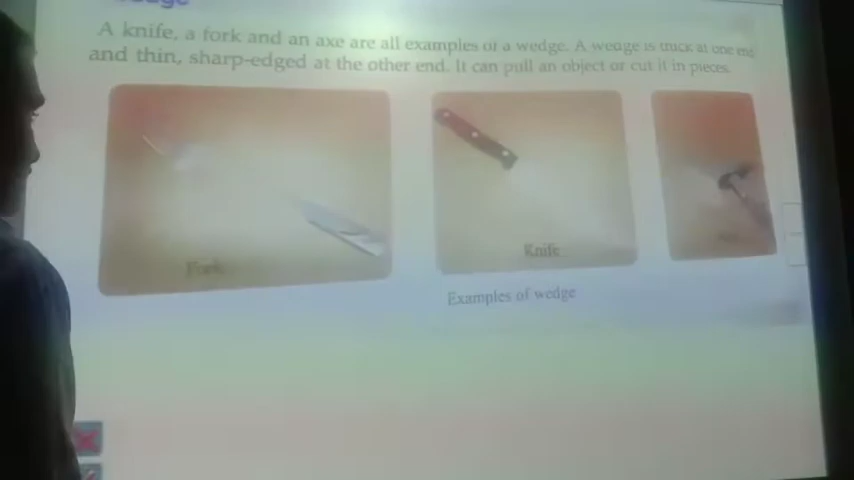 A knife, a fork and an axe are all examples of a wedge. A wedge is thick at one end
and thin, sharp-edged at the other end. It can pull an object or cut it in pieces.
Fork
Knife
Examples of wedge